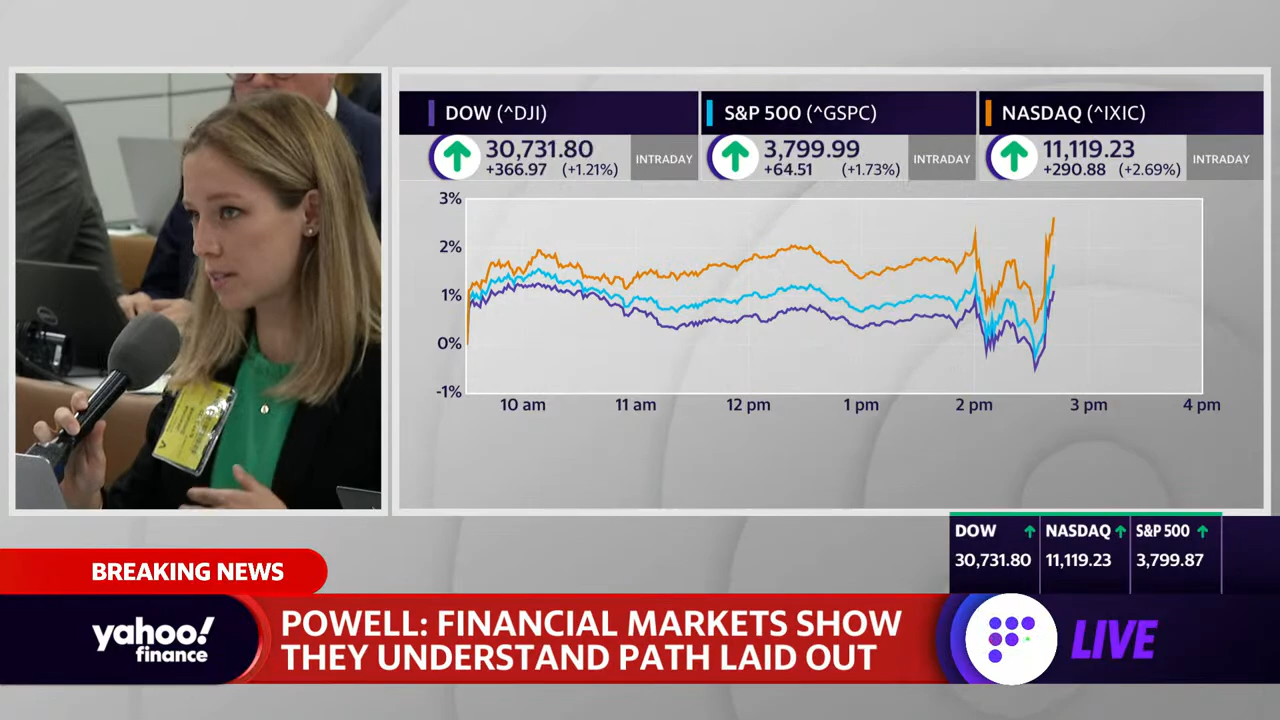 DOW (^DJI)
30,731.80
+366.97 (+1.21%)
INTRADAY
S&P 500 (^GSPC)
3,799.99
+64.51 (+1.73%)
INTRADAY
NASDAQ (^IXIC)
11,119.23
+290.88 (+2.69%)
INTRADAY
3%
2%
1%
0%
-1%
10 am 11 am 12 pm 1 pm 2 pm 3 pm 4 pm
DOW NASDAQ S&P 500
30,731.80 11,119.23 3,799.87
BREAKING NEWS
yahoo!
finance
POWELL: FINANCIAL MARKETS SHOW
THEY UNDERSTAND PATH LAID OUT
LIVE